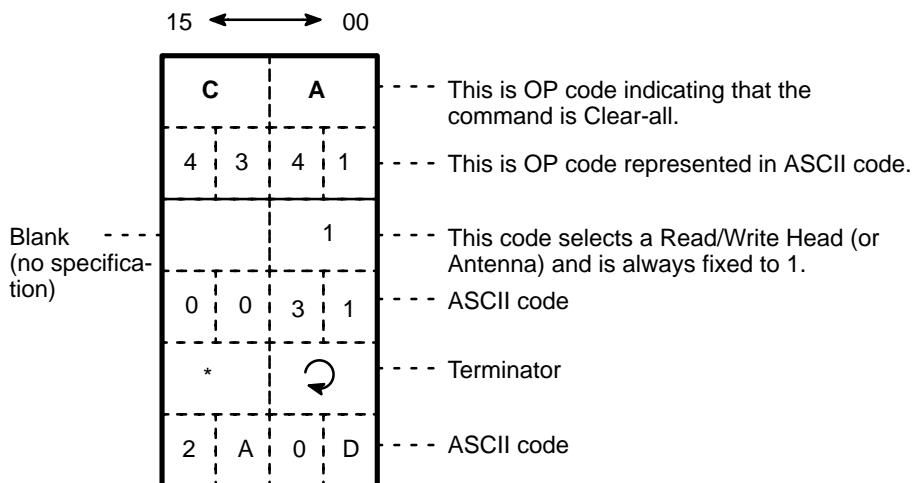 15 00
C A
This is OP code indicating that the
command is Clear-all.
4 3 4 1
This is OP code represented in ASCII code.
Blank
(no specifica-
tion)
1
This code selects a Read/Write Head (or
Antenna) and is always fixed to 1.
0 0 3 1
ASCII code
*
Terminator
2 A 0 D
ASCII code